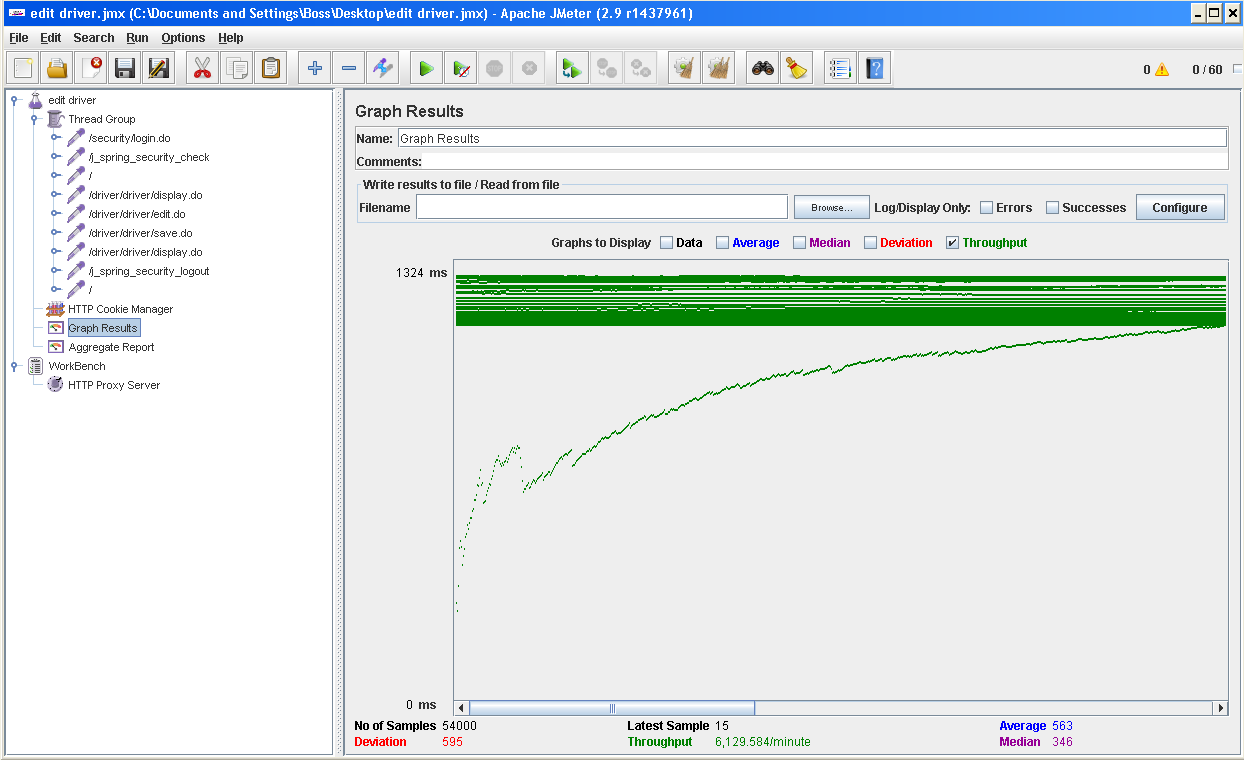 edit driver.jmx (C:\Documents and Settings\Boss\Desktop\edit driver.jmx) - Apache JMeter (2.9 r1437961)
File Edit Search Run Options Help
0 0 / 60
edit driver
Thread Group
/security/login.do
/j_spring_security_check
/
/driver/driver/display.do
/driver/driver/edit.do
/driver/driver/save.do
/driver/driver/display.do
/j_spring_security_logout
/
HTTP Cookie Manager
Graph Results
Aggregate Report
WorkBench
HTTP Proxy Server
Graph Results
Name: Graph Results
Comments:
Write results to file / Read from file
Filename Browse... Log/Display Only: Errors Successes Configure
Graphs to Display Data Average Median Deviation Throughput
1324 ms
0 ms
No of Samples 54000 Latest Sample 15 Average 563
Deviation 595 Throughput 6,129.584/minute Median 346